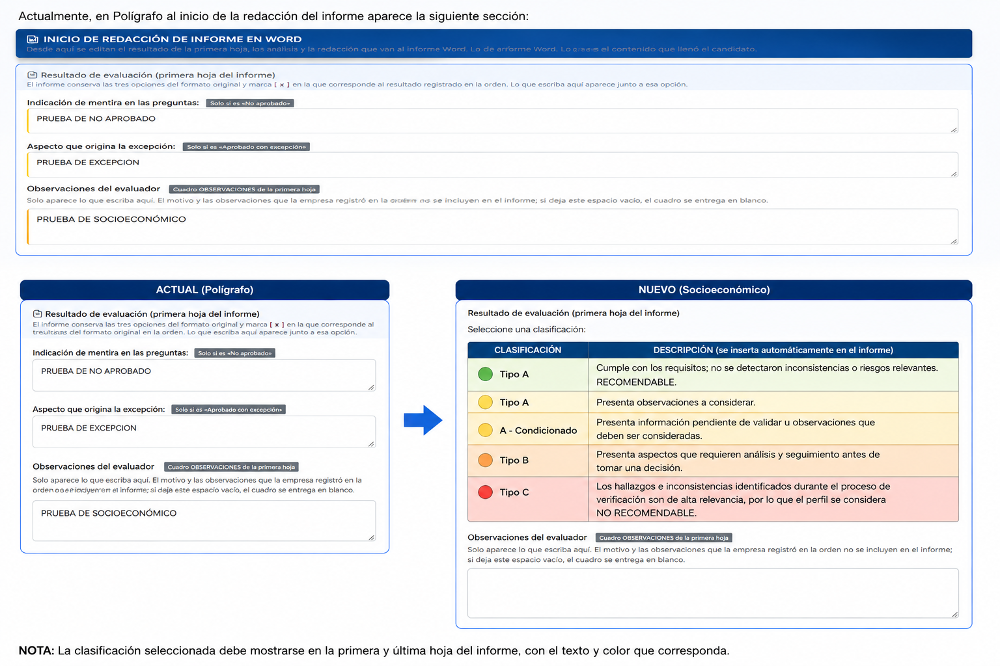 Actualmente, en Polígrafo al inicio de la redacción del informe aparece la siguiente sección:
INICIO DE REDACCIÓN DE INFORME EN WORD
Desde aquí se editan el resultado de la primera hoja, los análisis y la redacción que van al informe Word. Lo de Word. Lo el contenido que llenó el candidato.
Resultado de evaluación (primera hoja del informe)
El informe conserva las tres opciones del formato original y marca [ x ] en la que corresponde al resultado registrado en la orden. Lo que escriba aquí aparece junto a esa opción.
Indicación de mentira en las preguntas: Solo si es «No aprobado»
PRUEBA DE NO APROBADO
Aspecto que origina la excepción: Solo si es «Aprobado con excepción»
PRUEBA DE EXCEPCION
Observaciones del evaluador Cuadro OBSERVACIONES de la primera hoja
Solo aparece lo que escriba aquí. El motivo y las observaciones que la empresa registró en la se incluyen en el informe; si deja este espacio vacío, el cuadro se entrega en blanco.
PRUEBA DE SOCIOECONÓMICO
ACTUAL (Polígrafo)
Resultado de evaluación (primera hoja del informe)
El informe conserva las tres opciones del formato original y marca [ x ] en la que corresponde al
del formato original en la orden. Lo que escriba aquí aparece junto a esa opción.
Indicación de mentira en las preguntas: Solo si es «No aprobado»
PRUEBA DE NO APROBADO
Aspecto que origina la excepción: Solo si es «Aprobado con excepción»
PRUEBA DE EXCEPCION
Observaciones del evaluador Cuadro OBSERVACIONES de la primera hoja
Solo aparece lo que escriba aquí. El motivo y las observaciones que la empresa registró en la
orden el informe; si deja este espacio vacío, el cuadro se entrega en blanco.
PRUEBA DE SOCIOECONÓMICO
NUEVO (Socioeconómico)
Resultado de evaluación (primera hoja del informe)
Seleccione una clasificación:
CLASIFICACIÓN DESCRIPCIÓN (se inserta automáticamente en el informe)
Tipo A Cumple con los requisitos; no se detectaron inconsistencias o riesgos relevantes.
RECOMENDABLE.
Tipo A Presenta observaciones a considerar.
A - Condicionado Presenta información pendiente de validar u observaciones que
deben ser consideradas.
Tipo B Presenta aspectos que requieren análisis y seguimiento antes de
tomar una decisión.
Tipo C Los hallazgos e inconsistencias identificados durante el proceso de
verificación son de alta relevancia, por lo que el perfil se considera
NO RECOMENDABLE.
Observaciones del evaluador Cuadro OBSERVACIONES de la primera hoja
Solo aparece lo que escriba aquí. El motivo y las observaciones que la empresa registró en la orden no se incluyen en el informe;
si deja este espacio vacío, el cuadro se entrega en blanco.
NOTA: La clasificación seleccionada debe mostrarse en la primera y última hoja del informe, con el texto y color que corresponda.